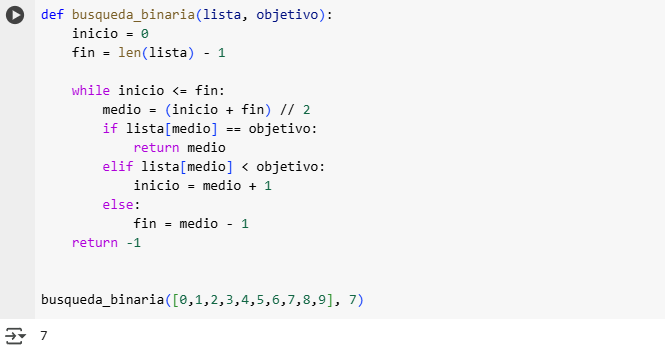 def busqueda_binaria(lista, objetivo):
    inicio = 0
    fin = len(lista) - 1

    while inicio <= fin:
        medio = (inicio + fin) // 2
        if lista[medio] == objetivo:
            return medio
        elif lista[medio] < objetivo:
            inicio = medio + 1
        else:
            fin = medio - 1
    return -1


busqueda_binaria([0,1,2,3,4,5,6,7,8,9], 7)
7